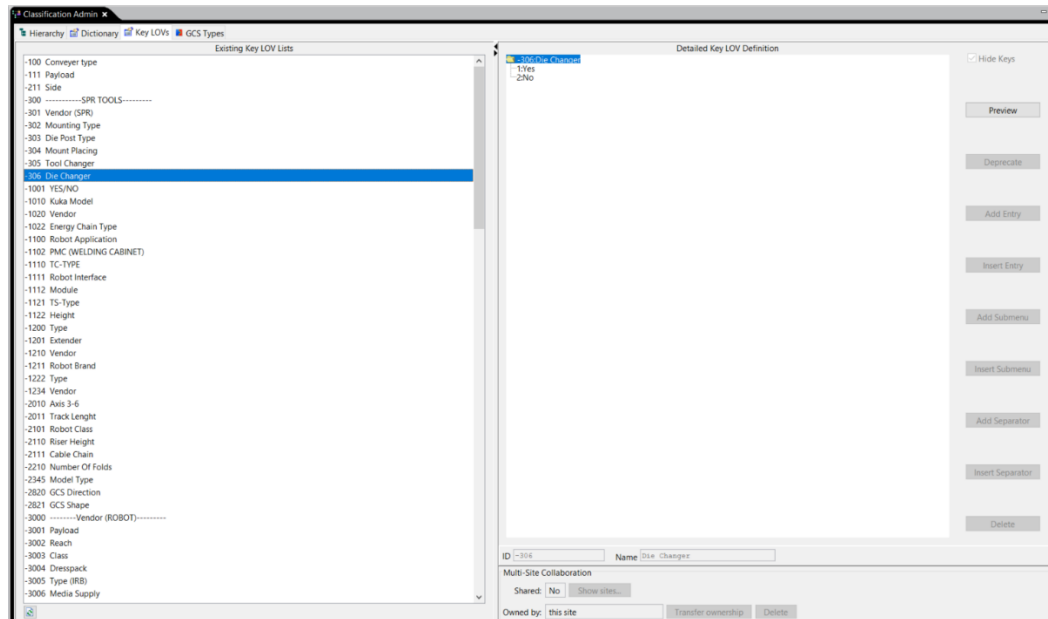 Classification Admin
Hierarchy Dictionary Key LOVs GCS Types
Existing Key LOV Lists
-100 Conveyer type
-111 Payload
-211 Side
-300 -----------SPR TOOLS---------
-301 Vendor (SPR)
-302 Mounting Type
-303 Die Post Type
-304 Mount Placing
-305 Tool Changer
-306 Die Changer
-1001 YES/NO
-1010 Kuka Model
-1020 Vendor
-1022 Energy Chain Type
-1100 Robot Application
-1102 PMC (WELDING CABINET)
-1110 TC-TYPE
-1111 Robot Interface
-1112 Module
-1121 TS-Type
-1122 Height
-1200 Type
-1201 Extender
-1210 Vendor
-1211 Robot Brand
-1222 Type
-1234 Vendor
-2010 Axis 3-6
-2011 Track Lenght
-2101 Robot Class
-2110 Riser Height
-2111 Cable Chain
-2210 Number Of Folds
-2345 Model Type
-2820 GCS Direction
-2821 GCS Shape
-3000 --------Vendor (ROBOT)---------
-3001 Payload
-3002 Reach
-3003 Class
-3004 Dresspack
-3005 Type (IRB)
-3006 Media Supply
Detailed Key LOV Definition
-306:Die Changer
1:Yes
2:No
Hide Keys
Preview
Deprecate
Add Entry
Insert Entry
Add Submenu
Insert Submenu
Add Separator
Insert Separator
Delete
ID -306 Name Die Changer
Multi-Site Collaboration
Shared: No Show sites...
Owned by: this site Transfer ownership Delete